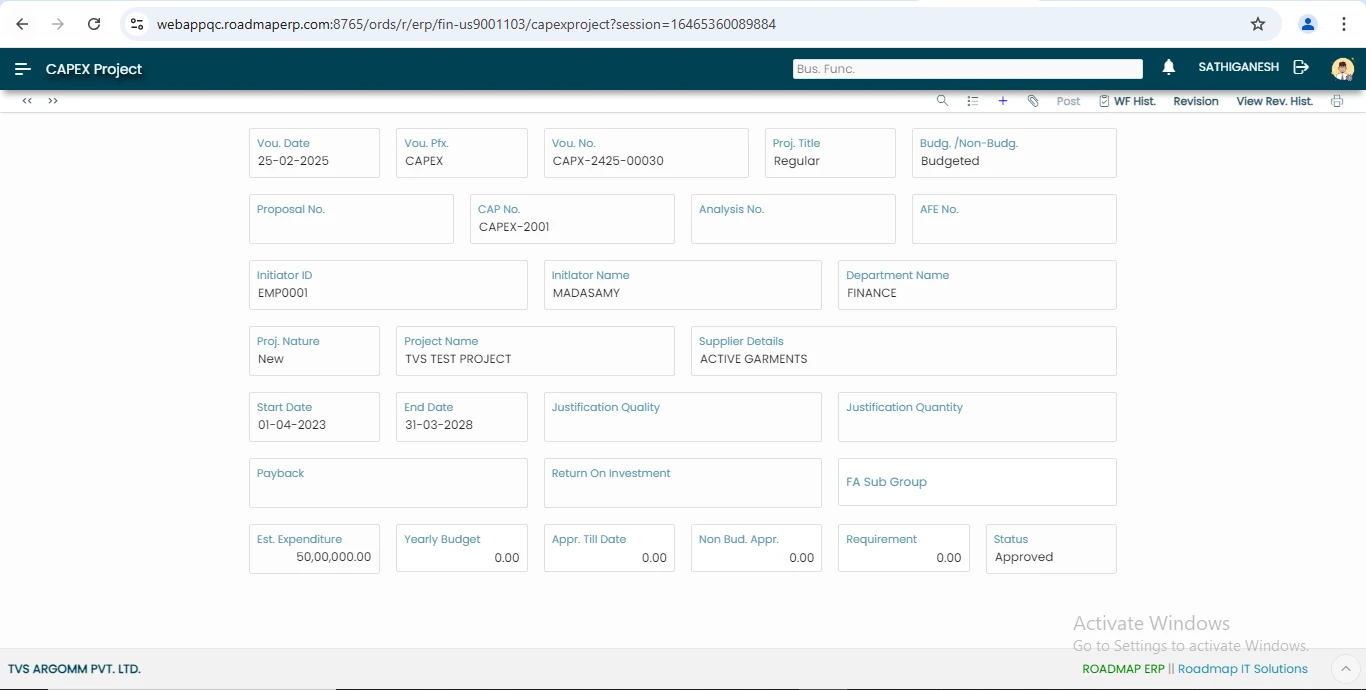 webappqc.roadmaperp.com:8765/ords/r/erp/fin-us9001103/capexproject?session=16465360089884
CAPEX Project
Bus. Func.
SATHIGANESH
<< >>
Post
WF Hist.
Revision
View Rev. Hist.
Vou. Date
25-02-2025
Vou. Pfx.
CAPEX
Vou. No.
CAPX-2425-00030
Proj. Title
Regular
Budg. /Non-Budg.
Budgeted
Proposal No.
CAP No.
CAPEX-2001
Analysis No.
AFE No.
Initiator ID
EMP0001
Initiator Name
MADASAMY
Department Name
FINANCE
Proj. Nature
New
Project Name
TVS TEST PROJECT
Supplier Details
ACTIVE GARMENTS
Start Date
01-04-2023
End Date
31-03-2028
Justification Quality
Justification Quantity
Payback
Return On Investment
FA Sub Group
Est. Expenditure
50,00,000.00
Yearly Budget
0.00
Appr. Till Date
0.00
Non Bud. Appr.
0.00
Requirement
0.00
Status
Approved
Activate Windows
Go to Settings to activate Windows.
TVS ARGOMM PVT. LTD.
ROADMAP ERP || Roadmap IT Solutions